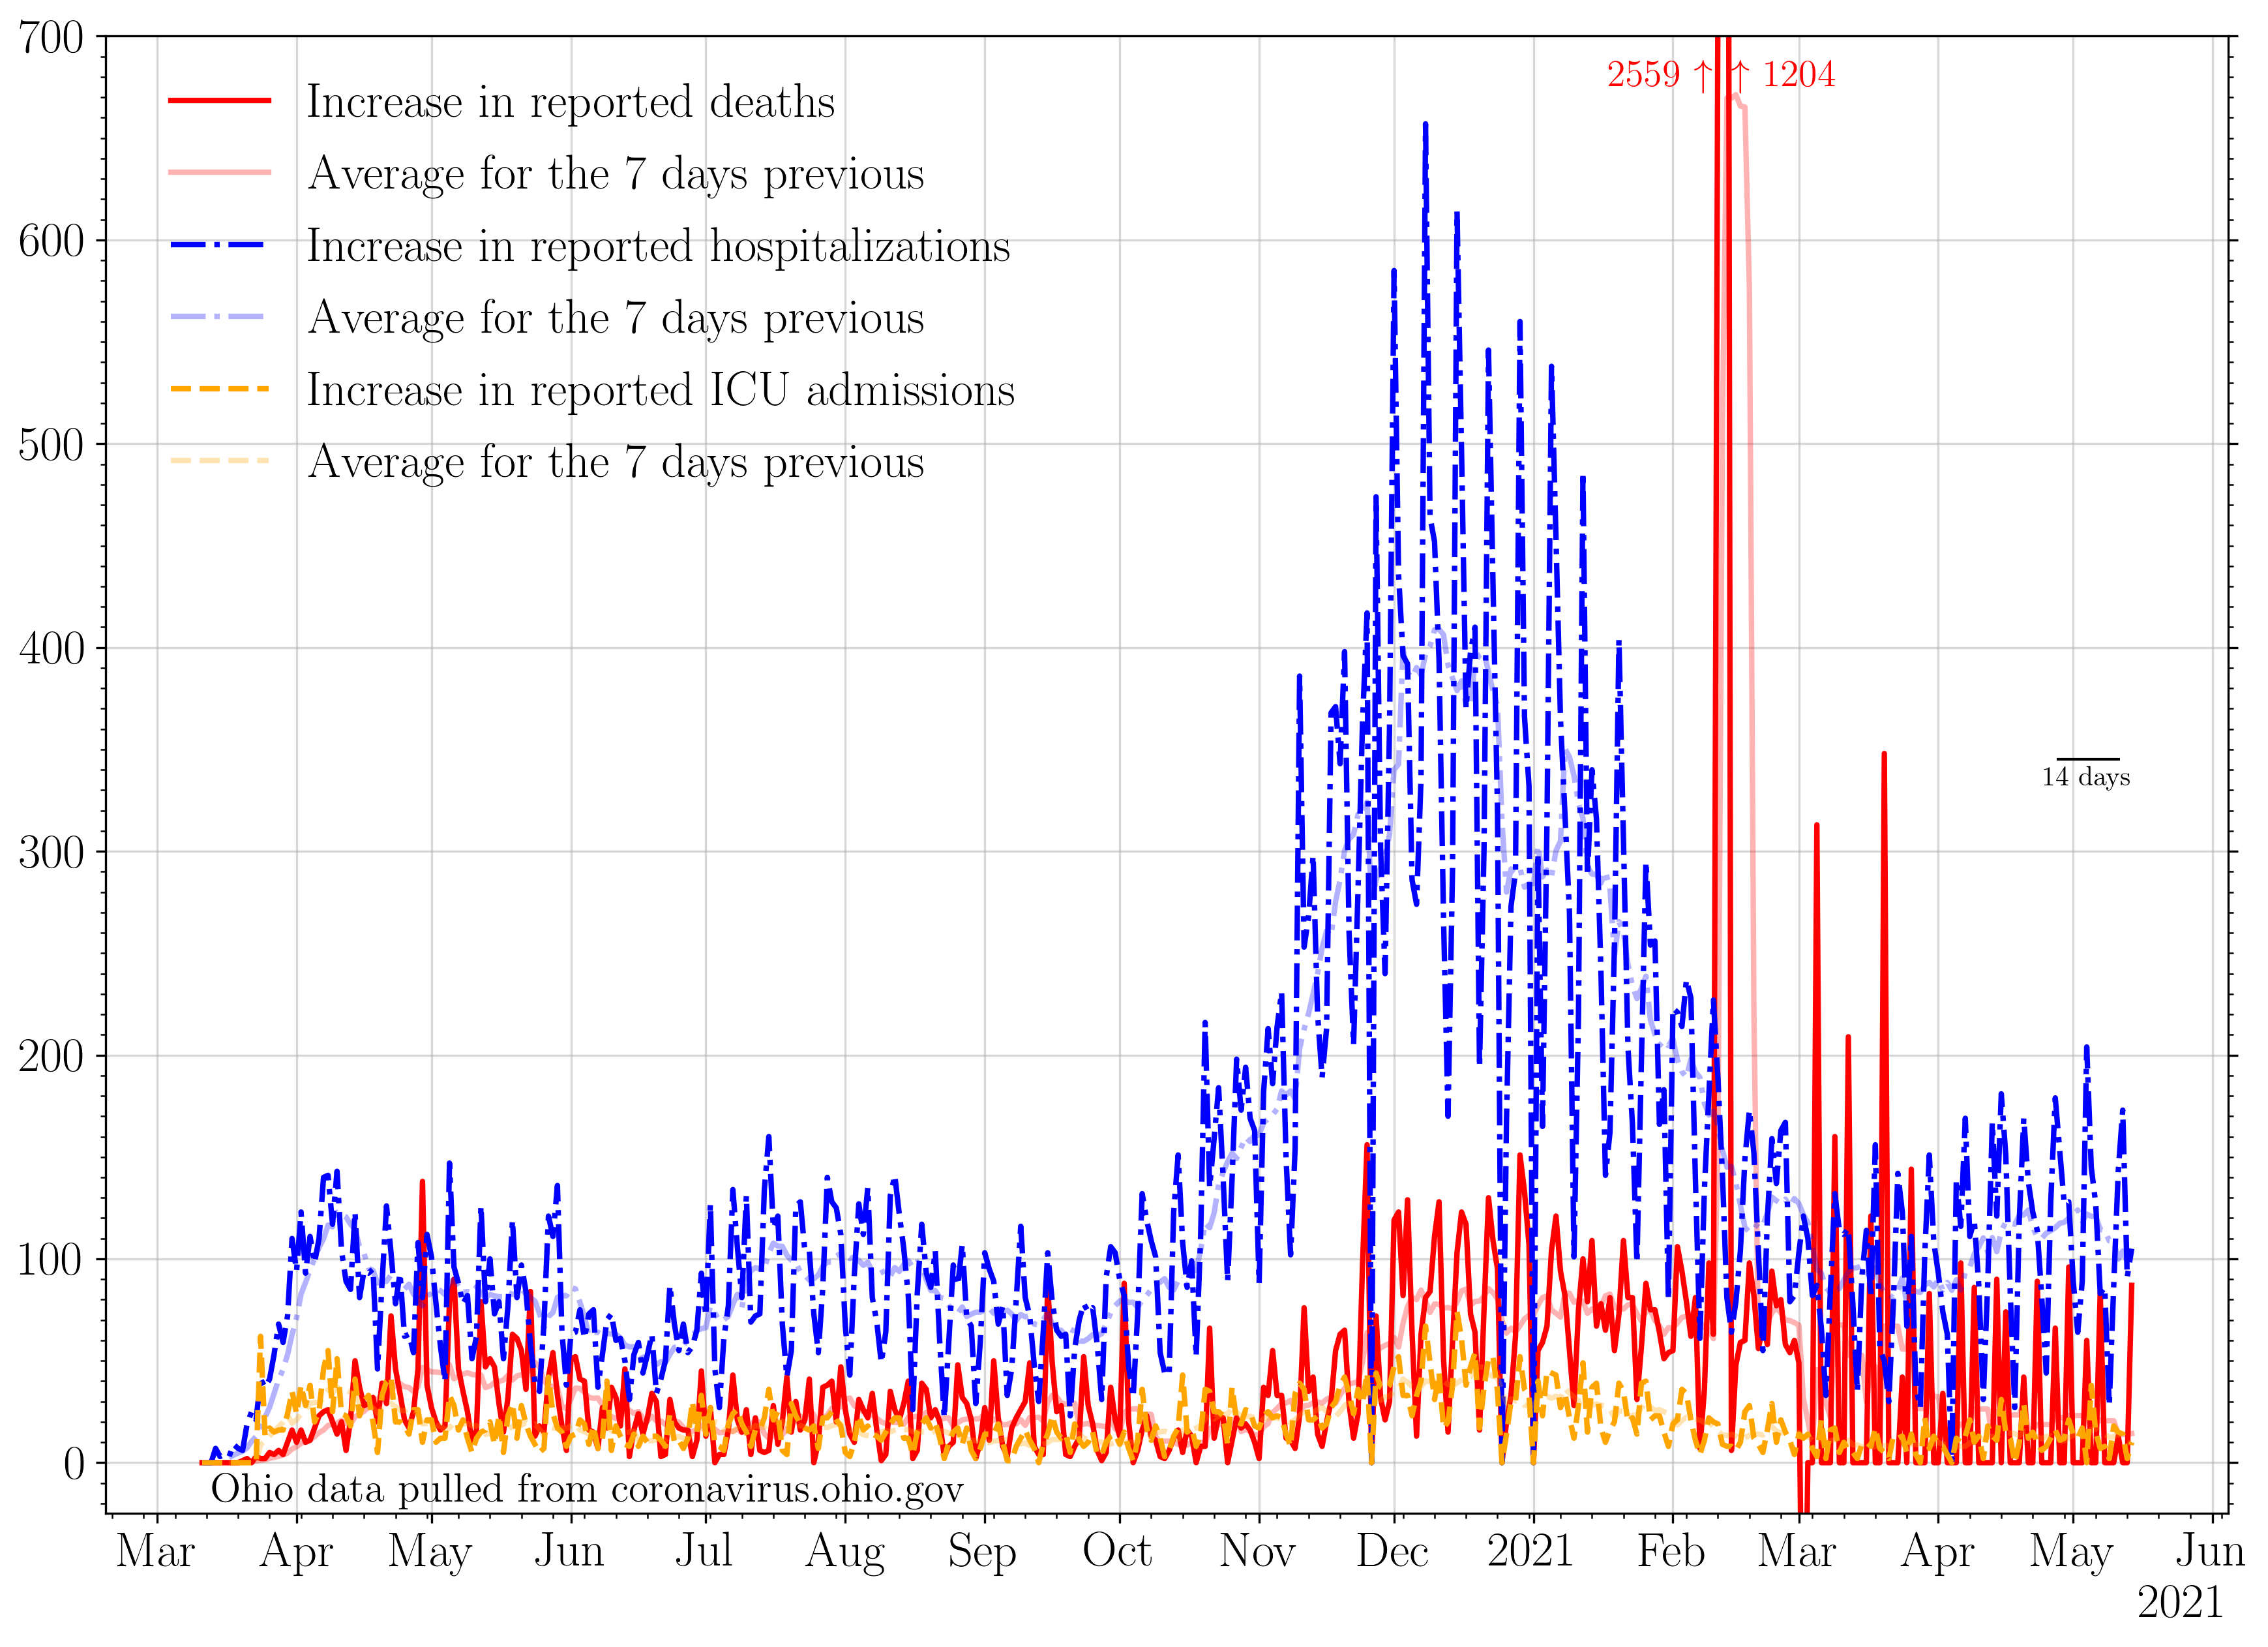 700
600
500
400
300
200
100
0
2559 ↑ ↑ 1204
Increase in reported deaths
Average for the 7 days previous
Increase in reported hospitalizations
Average for the 7 days previous
Increase in reported ICU admissions
Average for the 7 days previous
14 days
Ohio data pulled from coronavirus.ohio.gov
Mar Apr May Jun Jul Aug Sep Oct Nov Dec 2021 Feb Mar Apr May Jun
2021